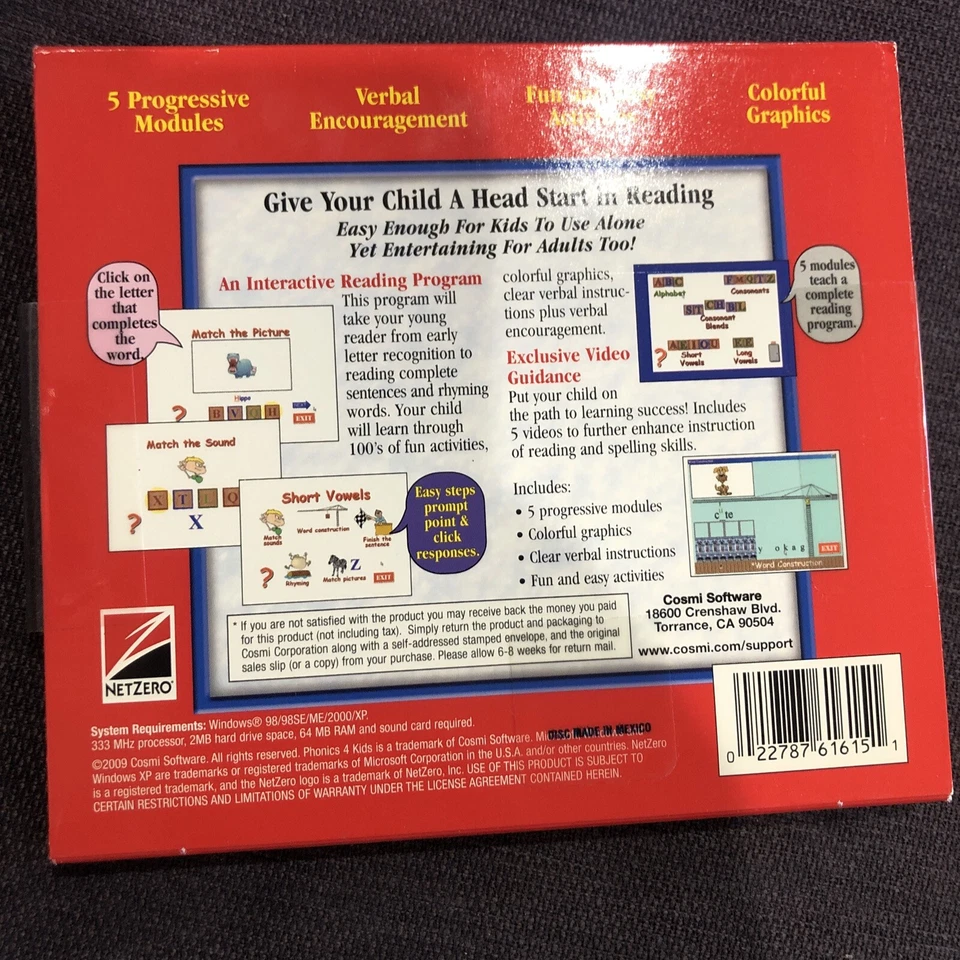 5 Progressive
Modules
Verbal
Encouragement
Fun
Colorful
Graphics
Give Your Child A Head Start in Reading
Easy Enough For Kids To Use Alone
Yet Entertaining For Adults Too!
Click on
the letter
that
completes
the
word.
An Interactive Reading Program
This program will
take your young
reader from early
letter recognition to
reading complete
sentences and rhyming
words. Your child
will learn through
100's of fun activities,
colorful graphics,
clear verbal instruc-
tions plus verbal
encouragement.
Exclusive Video
Guidance
Put your child on
the path to learning success! Includes
5 videos to further enhance instruction
of reading and spelling skills.
Includes:
• 5 progressive modules
• Colorful graphics
• Clear verbal instructions
• Fun and easy activities
5 modules
teach a
complete
reading
program.
ABC
Alphabet
F M Q T Z
Consonants
ST CH BL
Consonant
Blends
A E I O U
Short
Vowels
EE
Long
Vowels
?
Match the Picture
Hippo
?
B V O H
EXIT
Match the Sound
X T L Q
?
X
Short Vowels
Match
sounds
Word construction
Finish the
sentence
?
Rhyming
Match pictures
Z
EXIT
Easy steps
prompt
point &
click
responses.
c te
y o k a g
EXIT
*Word Construction
Cosmi Software
18600 Crenshaw Blvd.
Torrance, CA 90504
www.cosmi.com/support
* If you are not satisfied with the product you may receive back the money you paid
for this product (not including tax). Simply return the product and packaging to
Cosmi Corporation along with a self-addressed stamped envelope, and the original
sales slip (or a copy) from your purchase. Please allow 6-8 weeks for return mail.
NETZERO®
System Requirements: Windows® 98/98SE/ME/2000/XP.
333 MHz processor, 2MB hard drive space, 64 MB RAM and sound card required.
©2009 Cosmi Software. All rights reserved. Phonics 4 Kids is a trademark of Cosmi Software.
DISC MADE IN MEXICO
Windows XP are trademarks or registered trademarks of Microsoft Corporation in the U.S.A. and/or other countries. NetZero
is a registered trademark, and the NetZero logo is a trademark of NetZero, Inc. USE OF THIS PRODUCT IS SUBJECT TO
CERTAIN RESTRICTIONS AND LIMITATIONS OF WARRANTY UNDER THE LICENSE AGREEMENT CONTAINED HEREIN.
0 22787 61615 1